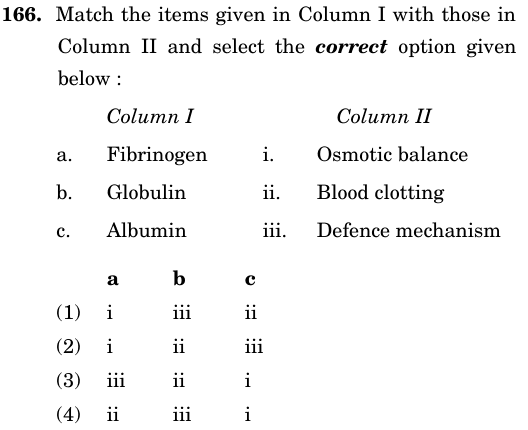 166. Match the items given in Column I with those in
Column II and select the correct option given
below :
Column I Column II
a. Fibrinogen i. Osmotic balance
b. Globulin ii. Blood clotting
c. Albumin iii. Defence mechanism
a b c
(1) i iii ii
(2) i ii iii
(3) iii ii i
(4) ii iii i